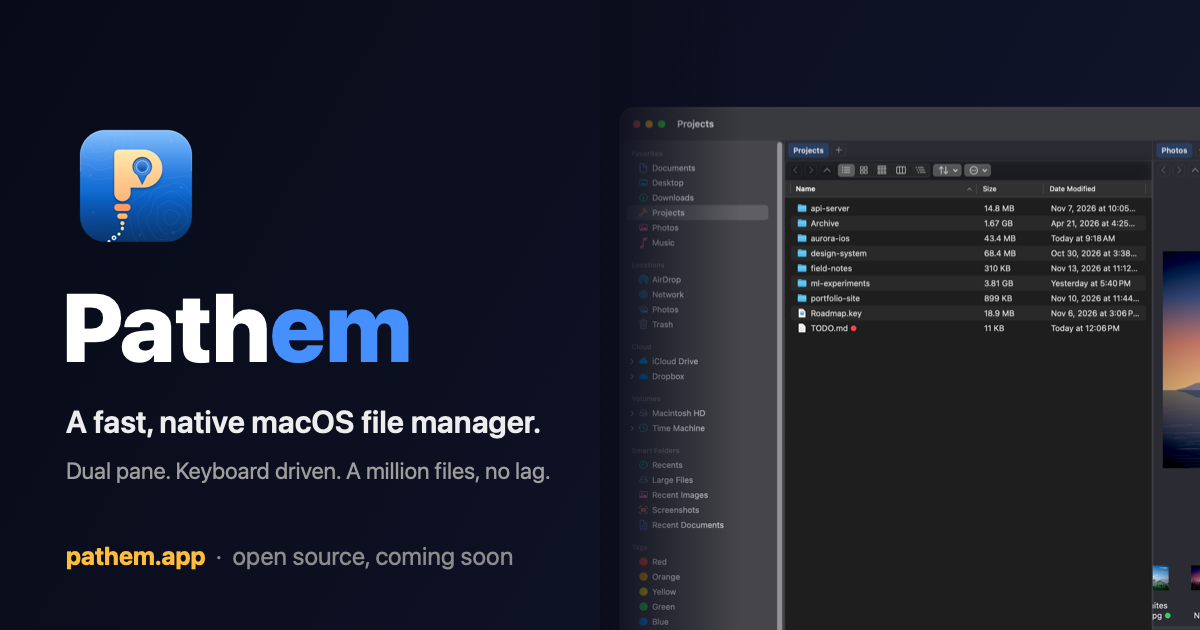 Pathem
A fast, native macOS file manager.
Dual pane. Keyboard driven. A million files, no lag.
pathem.app · open source, coming soon
Projects
Favorites
Documents
Desktop
Downloads
Projects
Photos
Music
Locations
AirDrop
Network
Photos
Trash
Cloud
iCloud Drive
Dropbox
Volumes
Macintosh HD
Time Machine
Smart Folders
Recents
Large Files
Recent Images
Screenshots
Recent Documents
Tags
Red
Orange
Yellow
Green
Blue
Projects +
Name Size Date Modified
api-server 14.8 MB Nov 7, 2026 at 10:05...
Archive 1.67 GB Apr 21, 2026 at 4:25...
aurora-ios 43.4 MB Today at 9:18 AM
design-system 68.4 MB Oct 30, 2026 at 3:38...
field-notes 310 KB Nov 13, 2026 at 11:12...
ml-experiments 3.81 GB Yesterday at 5:40 PM
portfolio-site 899 KB Nov 10, 2026 at 11:44...
Roadmap.key 18.9 MB Nov 6, 2026 at 3:06 P...
TODO.md 11 KB Today at 12:06 PM
Photos
ites
pg
N